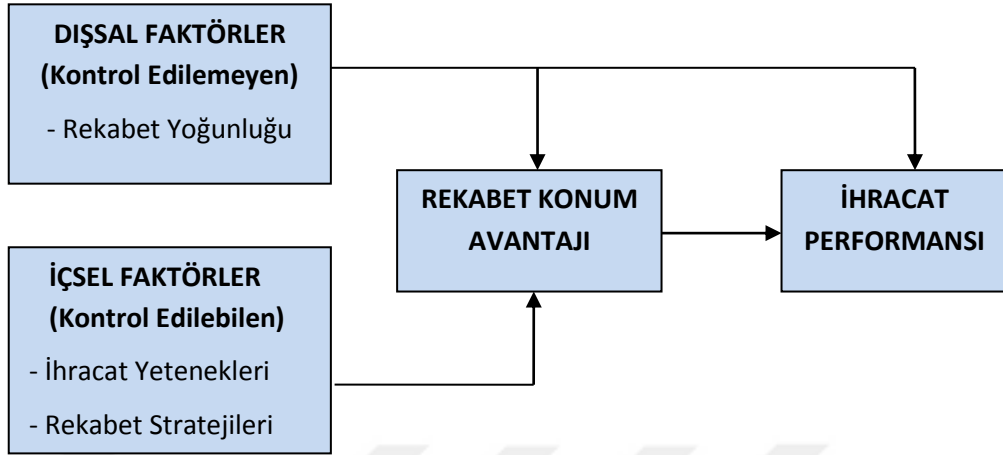 DIŞSAL FAKTÖRLER
(Kontrol Edilemeyen)
- Rekabet Yoğunluğu
REKABET KONUM
AVANTAJI
İHRACAT
PERFORMANSI
İÇSEL FAKTÖRLER
(Kontrol Edilebilen)
- İhracat Yetenekleri
- Rekabet Stratejileri